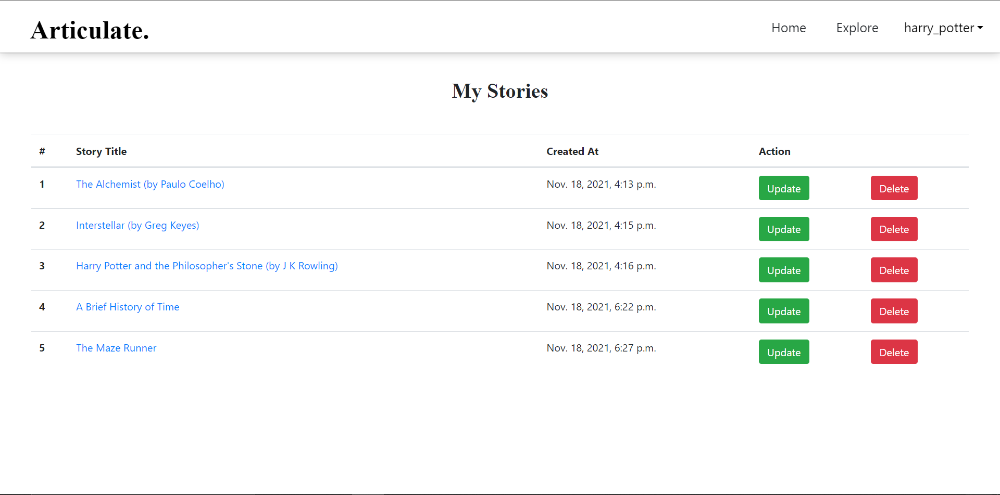 Articulate.
Home Explore harry_potter
My Stories
# Story Title Created At Action
1 The Alchemist (by Paulo Coelho) Nov. 18, 2021, 4:13 p.m. Update Delete
2 Interstellar (by Greg Keyes) Nov. 18, 2021, 4:15 p.m. Update Delete
3 Harry Potter and the Philosopher's Stone (by J K Rowling) Nov. 18, 2021, 4:16 p.m. Update Delete
4 A Brief History of Time Nov. 18, 2021, 6:22 p.m. Update Delete
5 The Maze Runner Nov. 18, 2021, 6:27 p.m. Update Delete